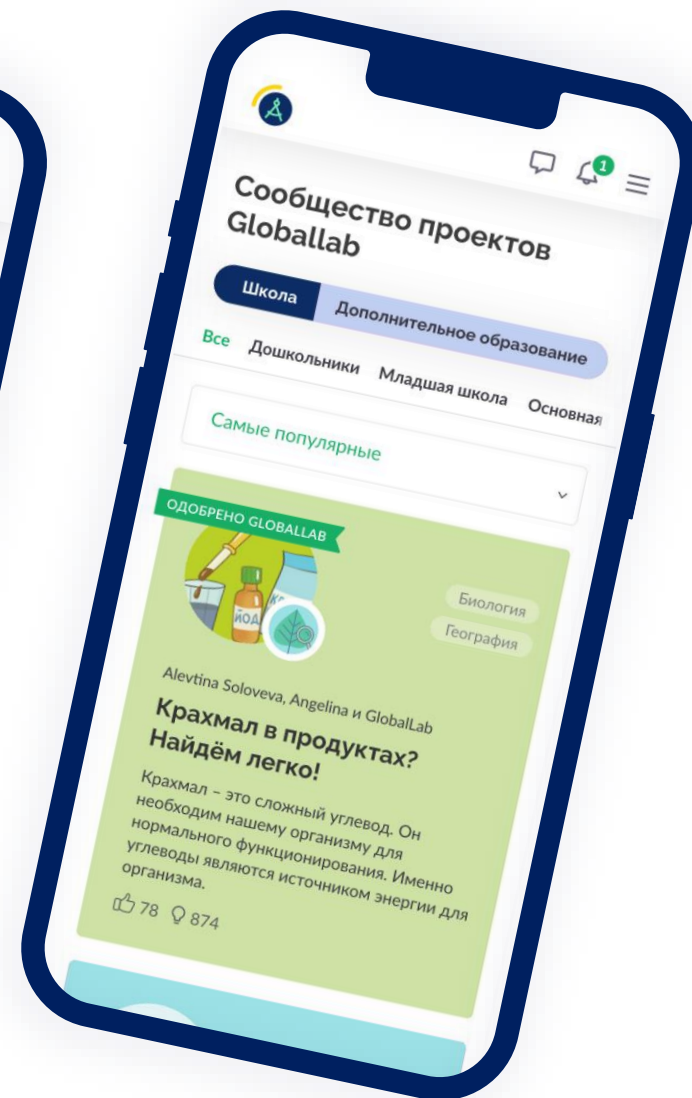 1
Сообщество проектов
Globallab
Школа
Дополнительное образование
Все Дошкольники Младшая школа Основная
Самые популярные
ОДОБРЕНО GLOBALLAB
ЙОД
Биология
География
Alevtina Soloveva, Angelina и GlobalLab
Крахмал в продуктах?
Найдём легко!
Крахмал – это сложный углевод. Он
необходим нашему организму для
нормального функционирования. Именно
углеводы являются источником энергии для
организма.
78 874